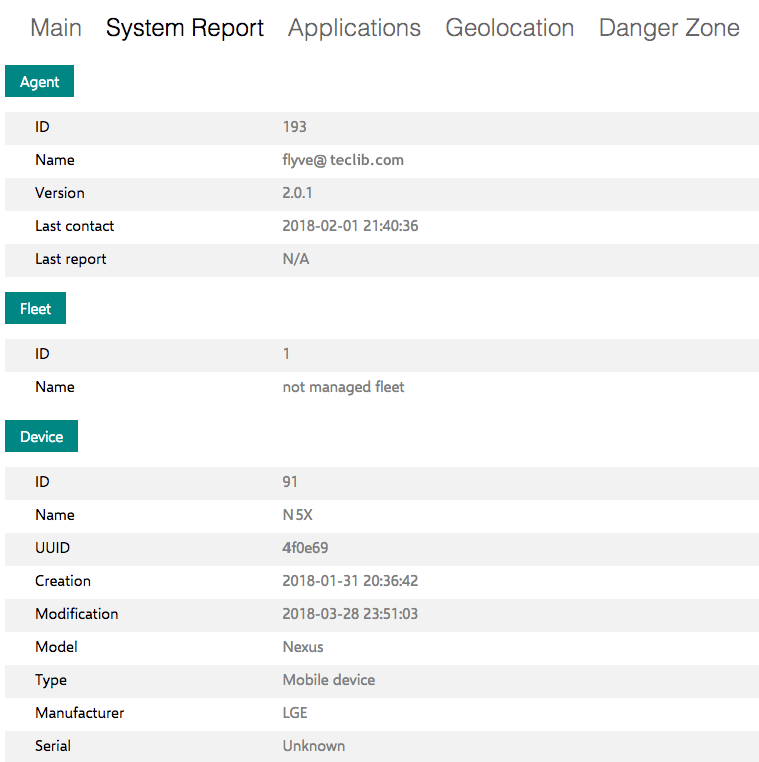 Main System Report Applications Geolocation Danger Zone
Agent
ID 193
Name flyve@ teclib.com
Version 2.0.1
Last contact 2018-02-01 21:40:36
Last report N/A
Fleet
ID 1
Name not managed fleet
Device
ID 91
Name N5X
UUID 4f0e69
Creation 2018-01-31 20:36:42
Modification 2018-03-28 23:51:03
Model Nexus
Type Mobile device
Manufacturer LGE
Serial Unknown